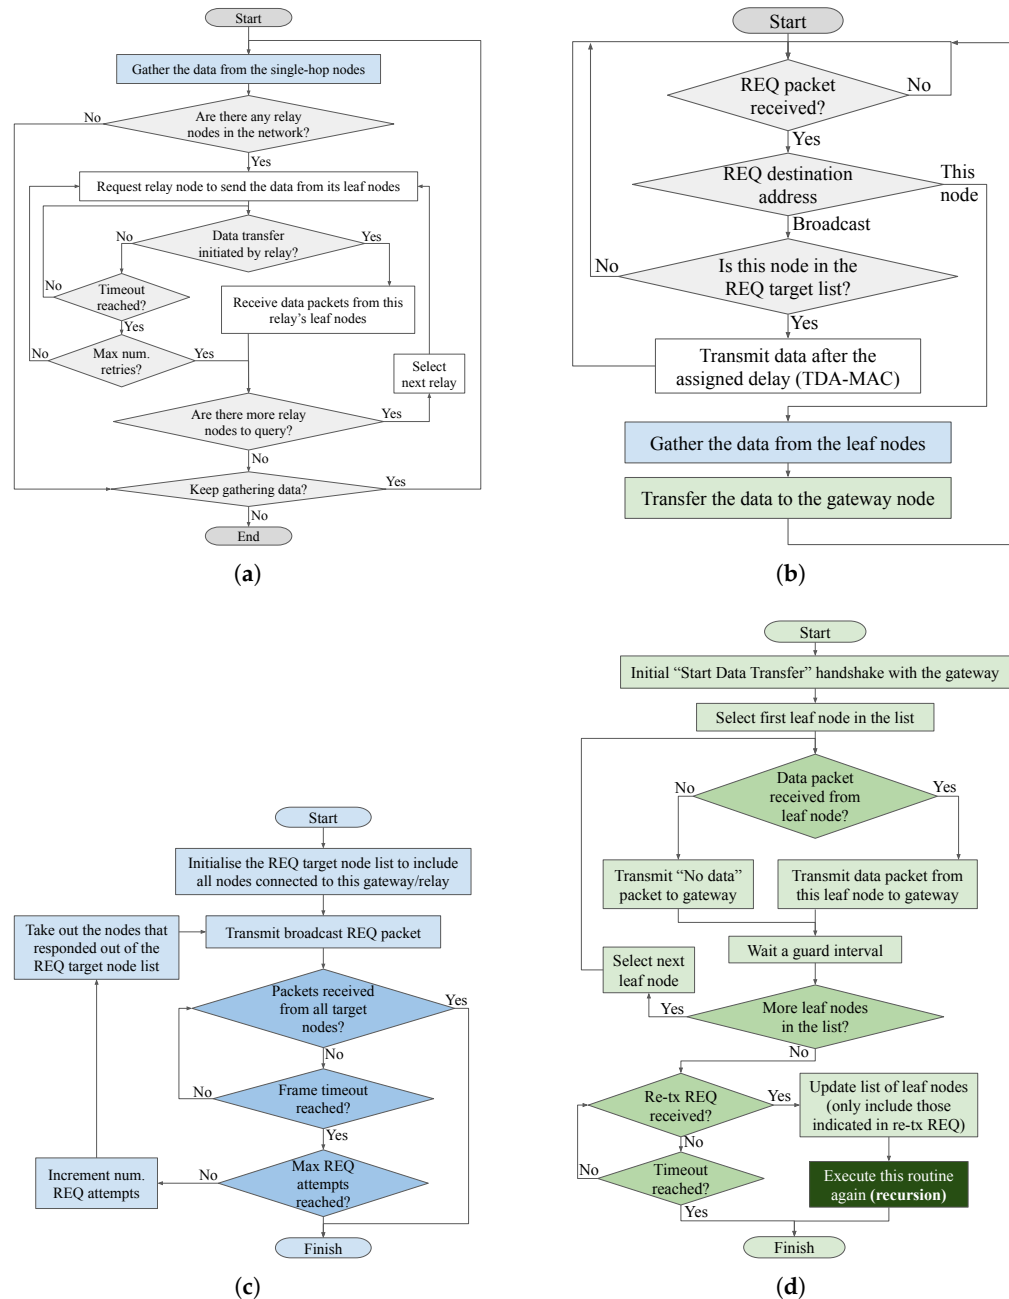 Start
Gather the data from the single-hop nodes
Are there any relay
nodes in the network?
No
Yes
Request relay node to send the data from its leaf nodes
Data transfer
initiated by relay?
No
Yes
Timeout
reached?
No
Yes
Receive data packets from this
relay's leaf nodes
Max num.
retries?
No
Yes
Select
next relay
Are there more relay
nodes to query?
Yes
No
Keep gathering data?
Yes
No
End
(a)
Start
REQ packet
received?
No
Yes
REQ destination
address
This
node
Broadcast
Is this node in the
REQ target list?
No
Yes
Transmit data after the
assigned delay (TDA-MAC)
Gather the data from the leaf nodes
Transfer the data to the gateway node
(b)
Start
Initialise the REQ target node list to include
all nodes connected to this gateway/relay
Take out the nodes that
responded out of the
REQ target node list
Transmit broadcast REQ packet
Packets received
from all target
nodes?
Yes
No
Frame timeout
reached?
No
Yes
Max REQ
attempts
reached?
No
Increment num.
REQ attempts
Finish
(c)
Start
Initial “Start Data Transfer” handshake with the gateway
Select first leaf node in the list
Data packet
received from
leaf node?
No
Yes
Transmit “No data”
packet to gateway
Transmit data packet from
this leaf node to gateway
Wait a guard interval
Select next
leaf node
Yes
More leaf nodes
in the list?
No
Re-tx REQ
received?
Yes
No
Update list of leaf nodes
(only include those
indicated in re-tx REQ)
Timeout
reached?
No
Yes
Execute this routine
again (recursion)
Finish
(d)